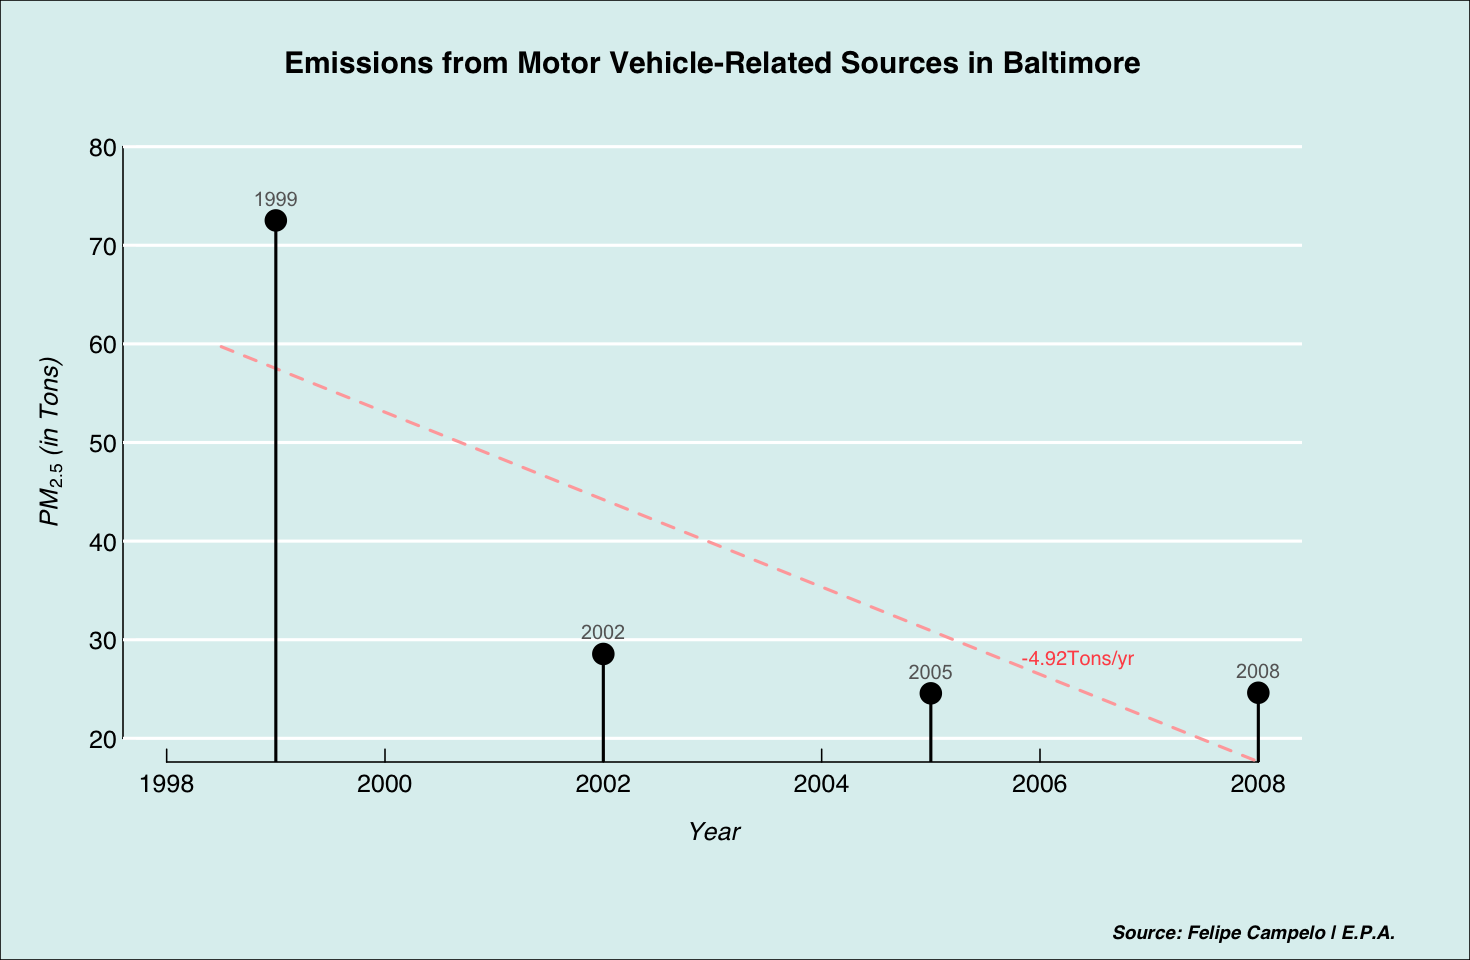 Emissions from Motor Vehicle-Related Sources in Baltimore
80
1999
70
60
50
40
30
20
PM2.5 (in Tons)
2002
2005
-4.92Tons/yr
2008
1998 2000 2002 2004 2006 2008
Year
Source: Felipe Campelo / E.P.A.